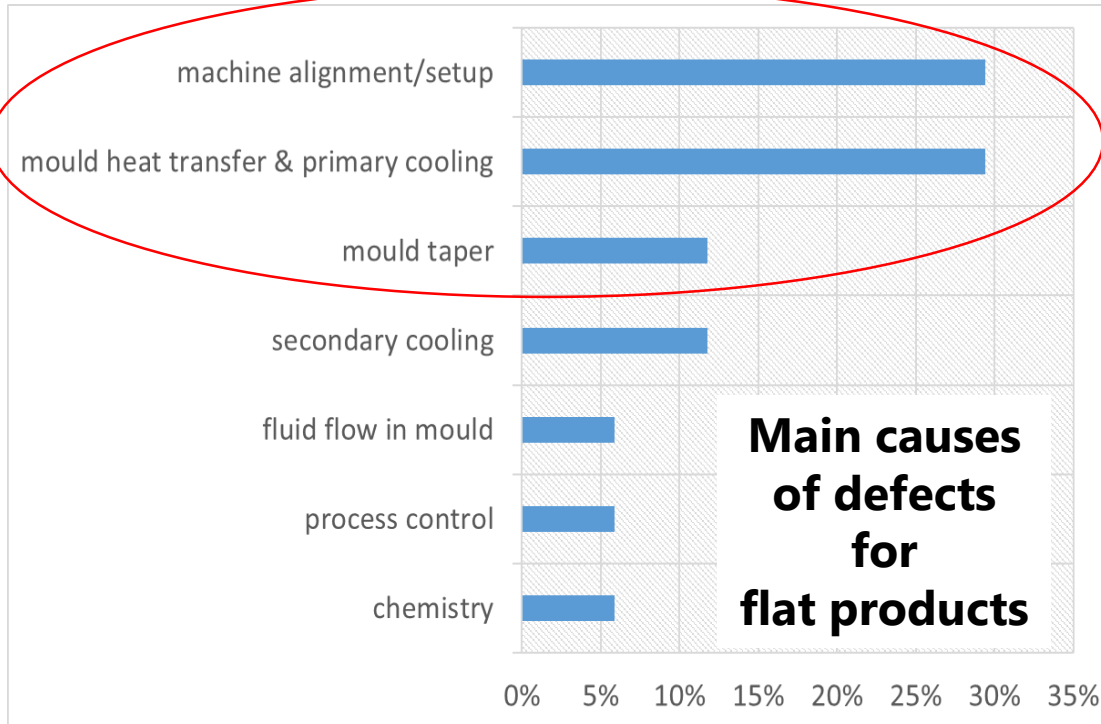 machine alignment/setup
mould heat transfer & primary cooling
mould taper
secondary cooling
fluid flow in mould
process control
chemistry
Main causes
of defects
for
flat products
0% 5% 10% 15% 20% 25% 30% 35%